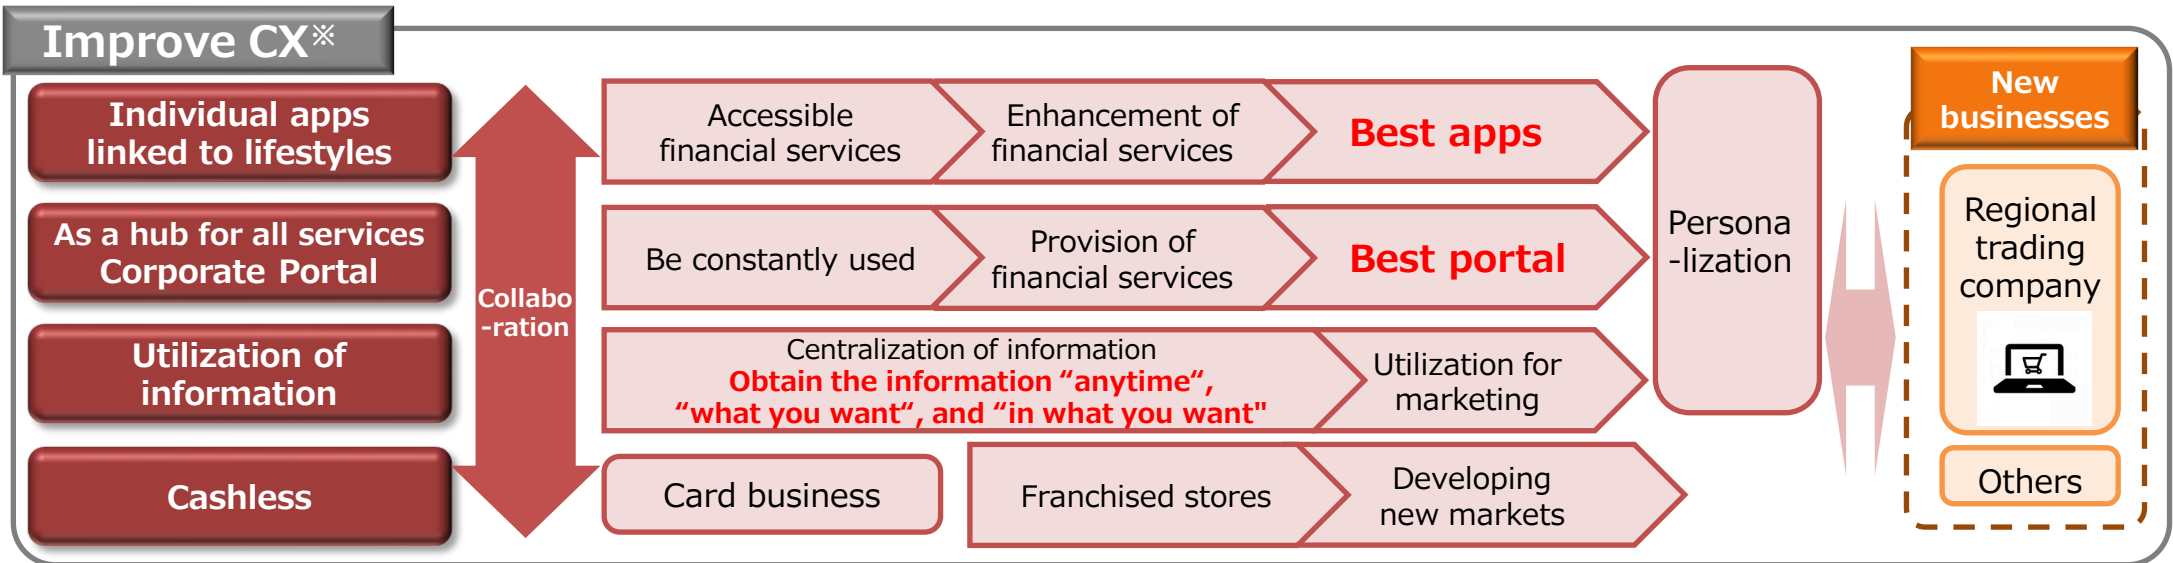 Improve CX※
Individual apps
linked to lifestyles
As a hub for all services
Corporate Portal
Utilization of
information
Cashless
Collabo
-ration
Accessible
financial services
Enhancement of
financial services
Best apps
Be constantly used
Provision of
financial services
Best portal
Centralization of information
Obtain the information “anytime“,
“what you want“, and “in what you want"
Utilization for
marketing
Card business
Franchised stores
Developing
new markets
Persona
-lization
New
businesses
Regional
trading
company
Others